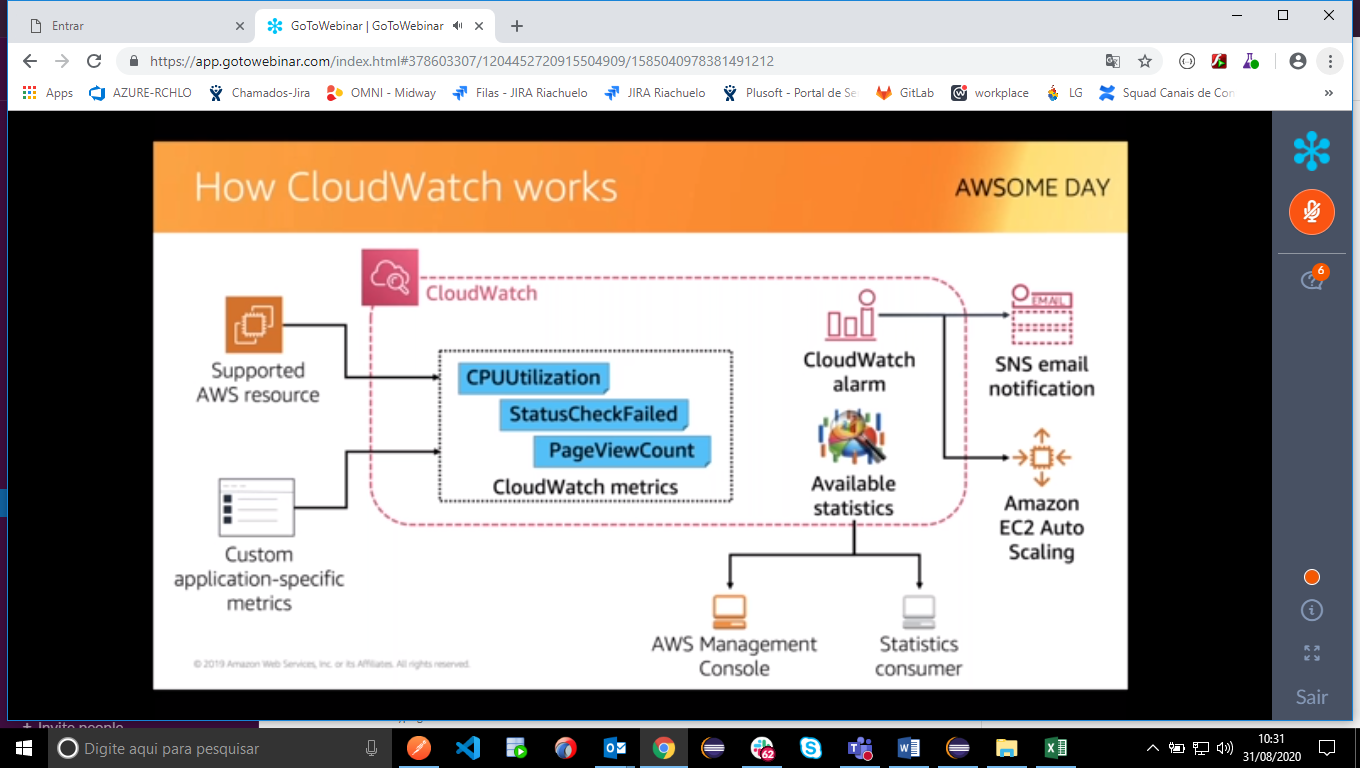 Entrar
GoToWebinar | GoToWebinar
https://app.gotowebinar.com/index.html#378603307/1204452720915504909/1585040978381491212
Apps AZURE-RCHLO Chamados-Jira OMNI - Midway Filas - JIRA Riachuelo JIRA Riachuelo Plusoft - Portal de Se GitLab workplace LG Squad Canais de Con »
How CloudWatch works
AWSOME DAY
CloudWatch
Supported
AWS resource
Custom
application-specific
metrics
CPUUtilization
StatusCheckFailed
PageViewCount
CloudWatch metrics
CloudWatch
alarm
Available
statistics
EMAIL
SNS email
notification
Amazon
EC2 Auto
Scaling
AWS Management
Console
Statistics
consumer
© 2019 Amazon Web Services, Inc. or its Affiliates. All rights reserved.
6
Sair
+ Invite people
Digite aqui para pesquisar
62
10:31
31/08/2020